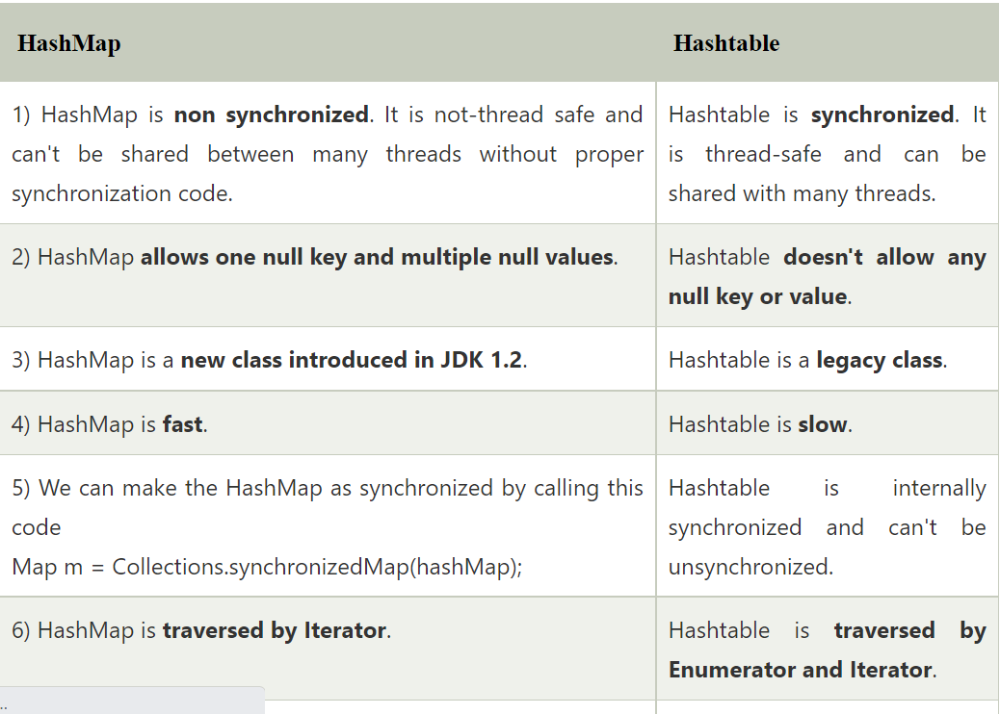 HashMap
Hashtable
1) HashMap is non synchronized. It is not-thread safe and
can't be shared between many threads without proper
synchronization code.
Hashtable is synchronized. It
is thread-safe and can be
shared with many threads.
2) HashMap allows one null key and multiple null values.
Hashtable doesn't allow any
null key or value.
3) HashMap is a new class introduced in JDK 1.2.
Hashtable is a legacy class.
4) HashMap is fast.
Hashtable is slow.
5) We can make the HashMap as synchronized by calling this
code
Map m = Collections.synchronizedMap(hashMap);
Hashtable is internally
synchronized and can't be
unsynchronized.
6) HashMap is traversed by Iterator.
Hashtable is traversed by
Enumerator and Iterator.
..